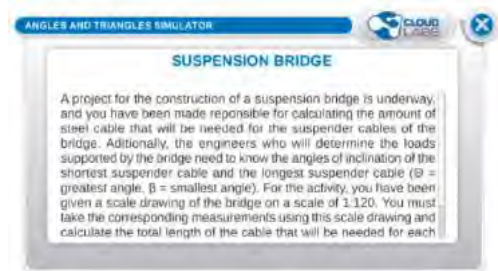 ANGLES AND TRIANGLES SIMULATOR
CLOUD
LABS
SUSPENSION BRIDGE
A project for the construction of a suspension bridge is underway,
and you have been made reponsible for calculating the amount of
steel cable that will be needed for the suspender cables of the
bridge. Aditionally, the engineers who will determine the loads
supported by the bridge need to know the angles of inclination of the
shortest suspender cable and the longest suspender cable (Θ =
greatest angle, β = smallest angle). For the activity, you have been
given a scale drawing of the bridge on a scale of 1:120. You must
take the corresponding measurements using this scale drawing and
calculate the total length of the cable that will be needed for each